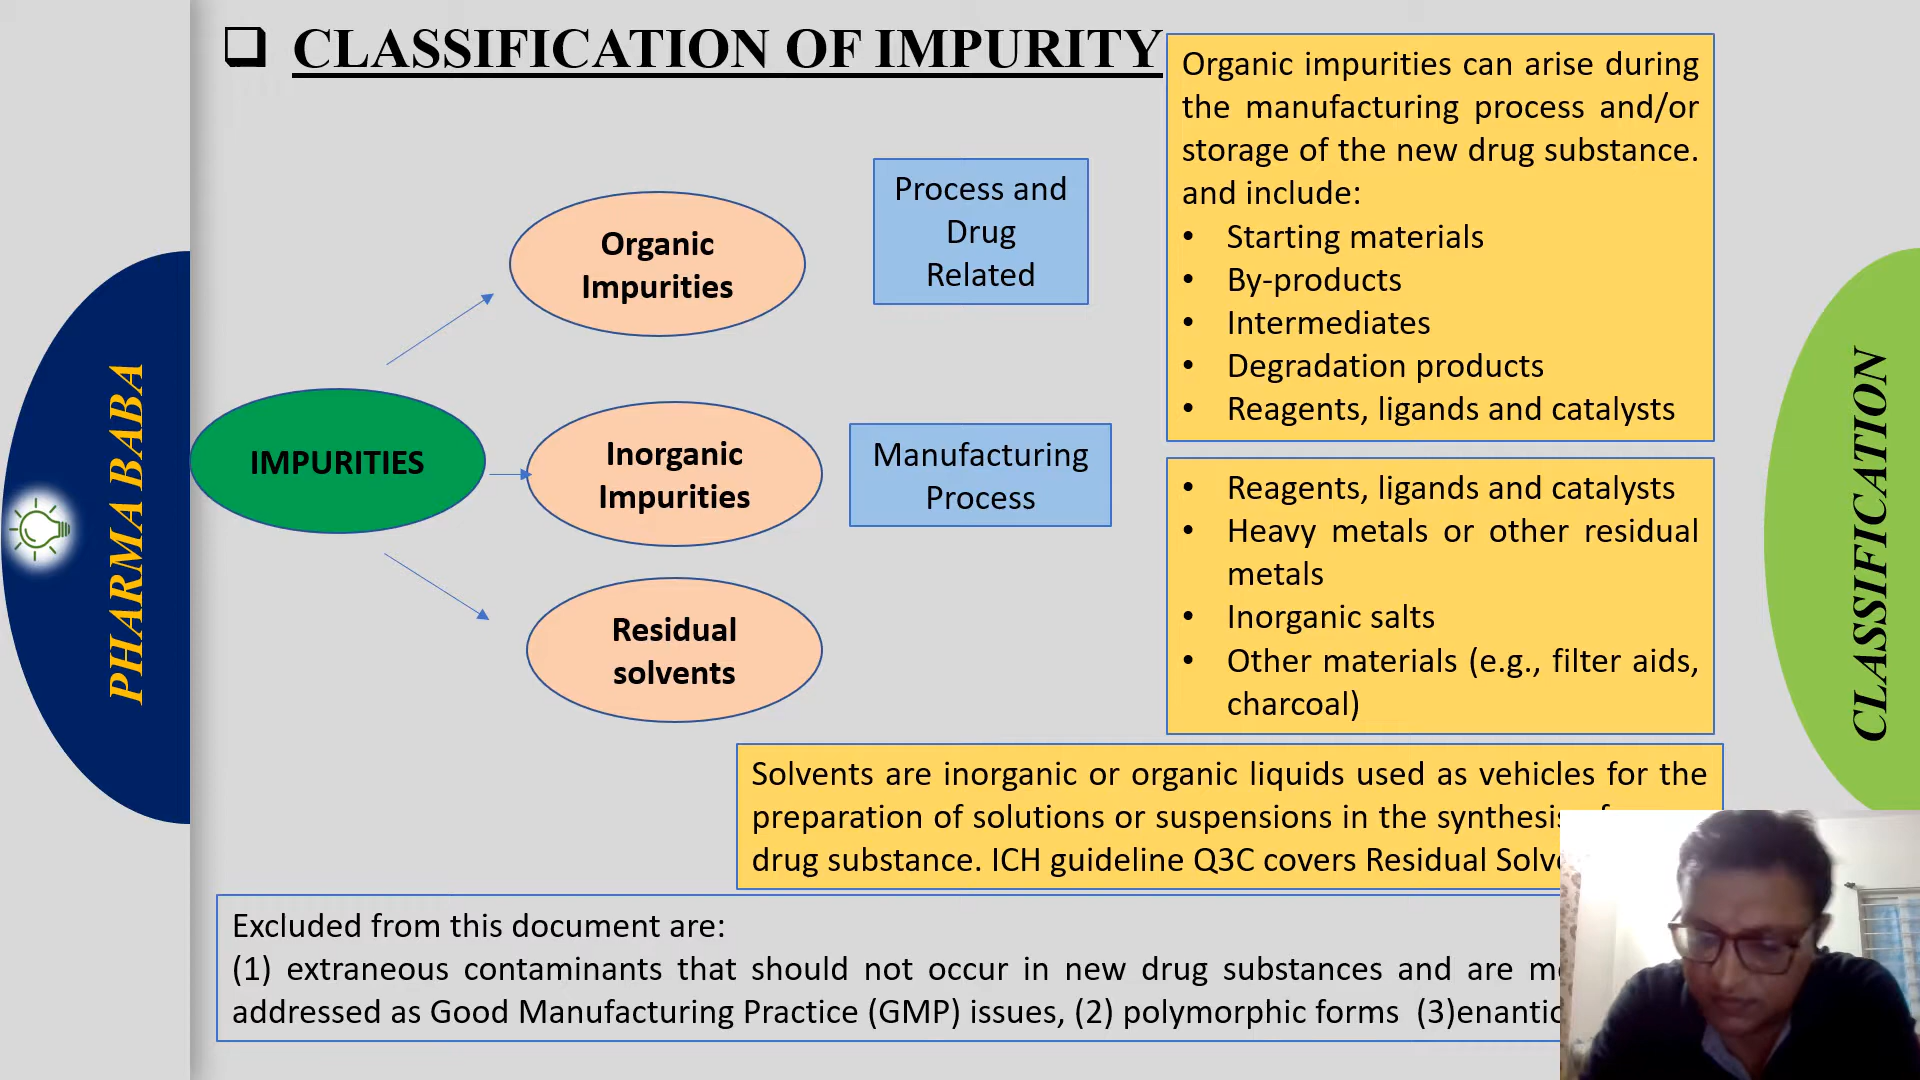 CLASSIFICATION OF IMPURITY
PHARMA BABA
IMPURITIES
Organic
Impurities
Process and
Drug
Related
Organic impurities can arise during
the manufacturing process and/or
storage of the new drug substance.
and include:
• Starting materials
• By-products
• Intermediates
• Degradation products
• Reagents, ligands and catalysts
Inorganic
Impurities
Manufacturing
Process
• Reagents, ligands and catalysts
• Heavy metals or other residual
metals
• Inorganic salts
• Other materials (e.g., filter aids,
charcoal)
Residual
solvents
Solvents are inorganic or organic liquids used as vehicles for the
preparation of solutions or suspensions in the
drug substance. ICH guideline Q3C covers Residual
Excluded from this document are:
(1) extraneous contaminants that should not occur in new drug substances and are
addressed as Good Manufacturing Practice (GMP) issues, (2) polymorphic forms (3)
CLASSIFICATION